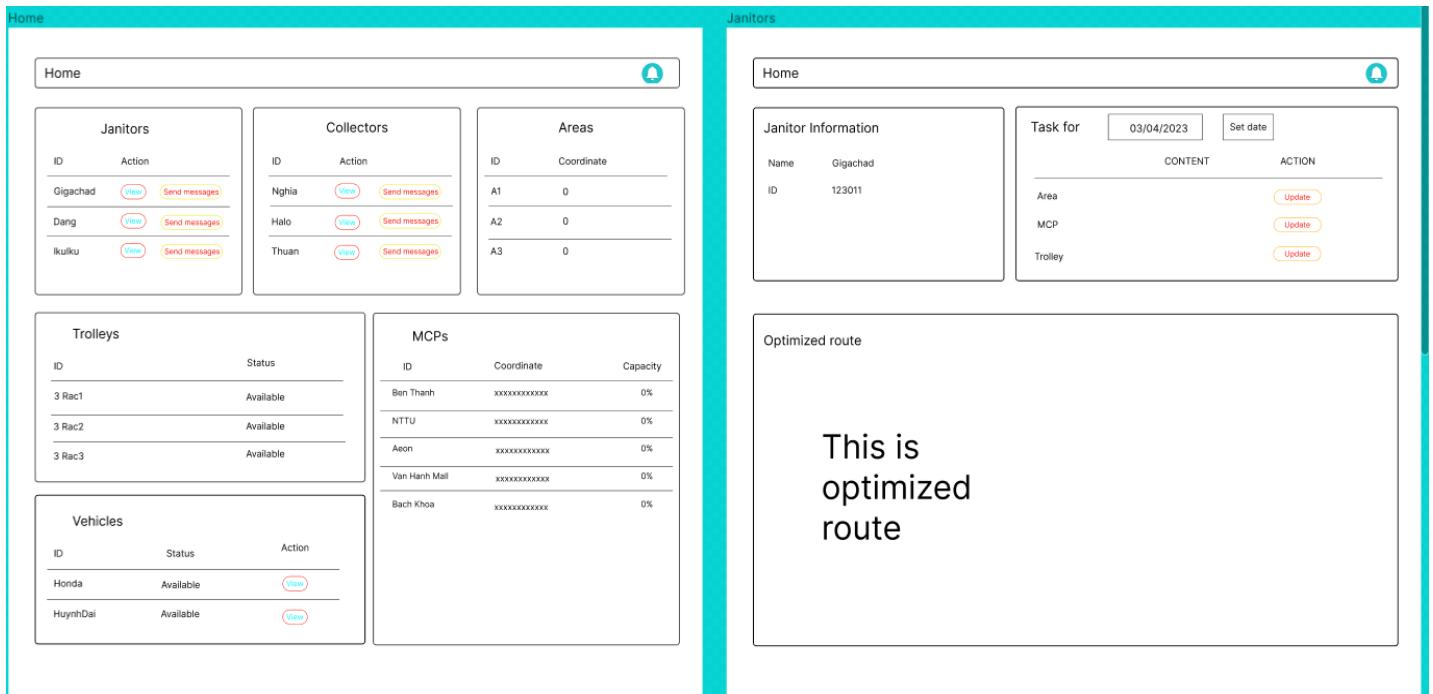 Home
Janitors
Home
Janitors
ID Action
Gigachad View Send messages
Dang View Send messages
Ikulku View Send messages
Collectors
ID Action
Nghia View Send messages
Halo View Send messages
Thuan View Send messages
Areas
ID Coordinate
A1 0
A2 0
A3 0
Trolleys
ID Status
3 Rac1 Available
3 Rac2 Available
3 Rac3 Available
MCPs
ID Coordinate Capacity
Ben Thanh xxxxxxxxxxxx 0%
NTTU xxxxxxxxxxxx 0%
Aeon xxxxxxxxxxxx 0%
Van Hanh Mall xxxxxxxxxxxx 0%
Bach Khoa xxxxxxxxxxxx 0%
Vehicles
ID Status Action
Honda Available View
HuynhDai Available View
Home
Janitor Information
Name Gigachad
ID 123011
Task for 03/04/2023 Set date
CONTENT ACTION
Area Update
MCP Update
Trolley Update
Optimized route
This is
optimized
route